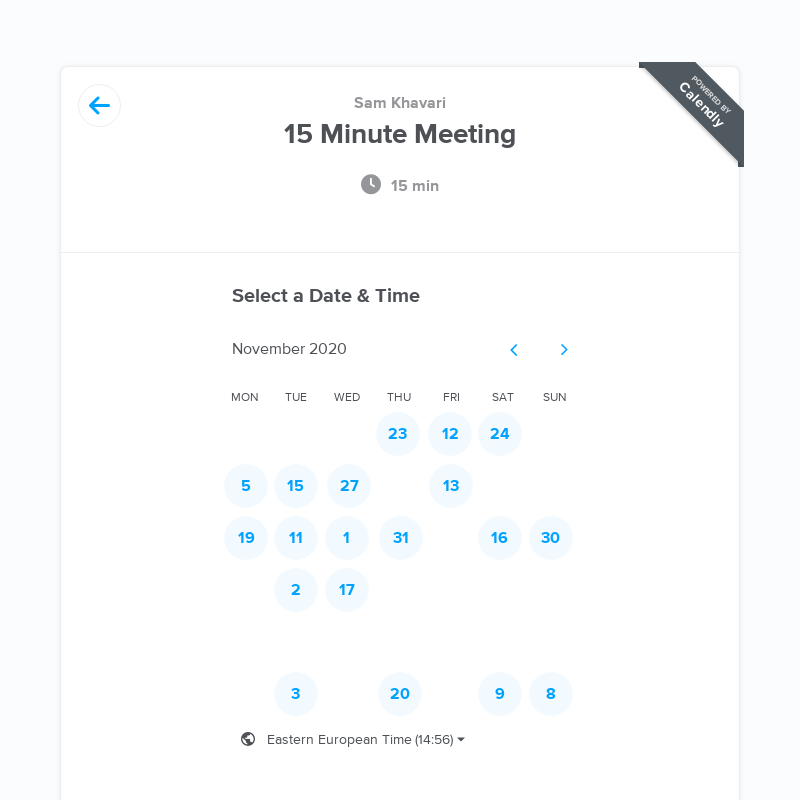 Sam Khavari
15 Minute Meeting
15 min
POWERED BY
Calendly
Select a Date & Time
November 2020
MON TUE WED THU FRI SAT SUN
23 12 24
5 15 27 13
19 11 1 31 16 30
2 17
3 20 9 8
Eastern European Time (14:56)